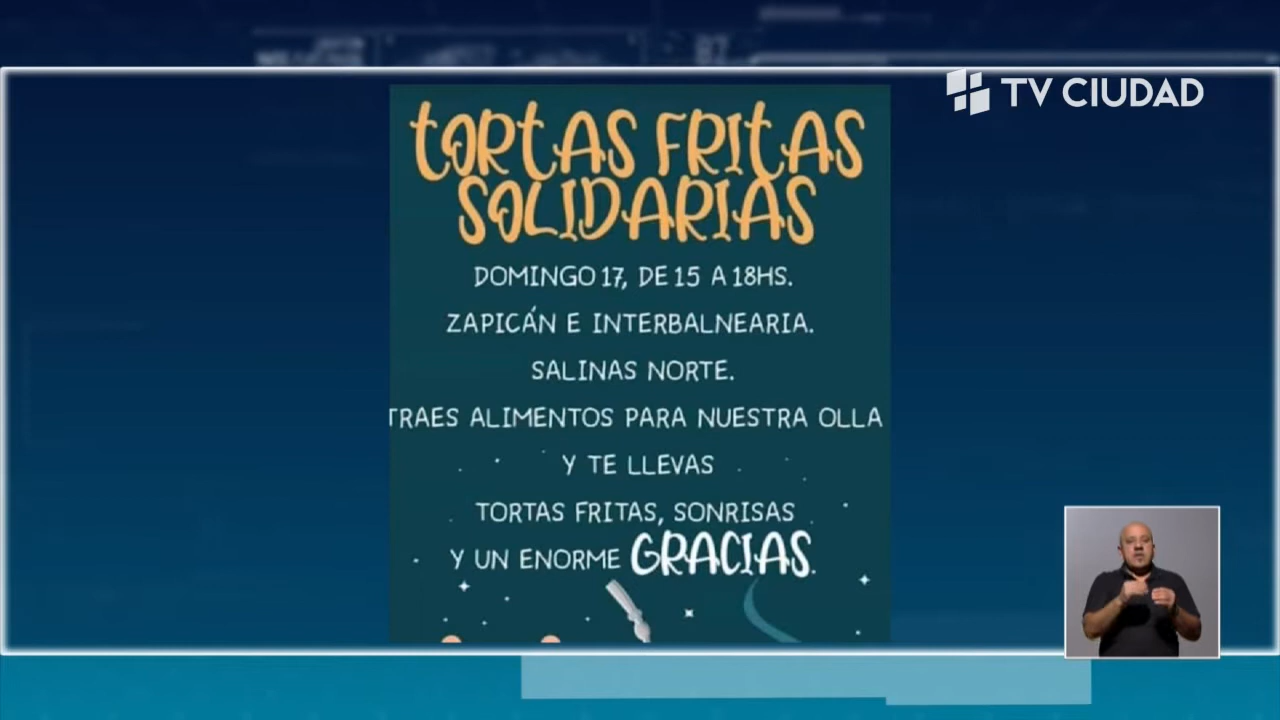 TV CIUDAD
TORTAS FRITAS
SOLIDARIAS
DOMINGO 17, DE 15 A 18HS.
ZAPICÁN E INTERBALNEARIA.
SALINAS NORTE.
TRAES ALIMENTOS PARA NUESTRA OLLA
Y TE LLEVAS
TORTAS FRITAS, SONRISAS
Y UN ENORME GRACIAS.